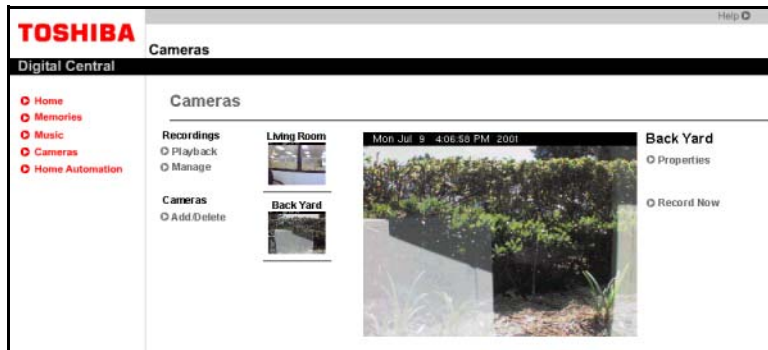 Help
TOSHIBA
Cameras
Digital Central
Home
Memories
Music
Cameras
Home Automation
Cameras
Recordings
Playback
Manage
Cameras
Add/Delete
Living Room
Back Yard
Mon Jul 9 4:06:58 PM 2001
Back Yard
Properties
Record Now